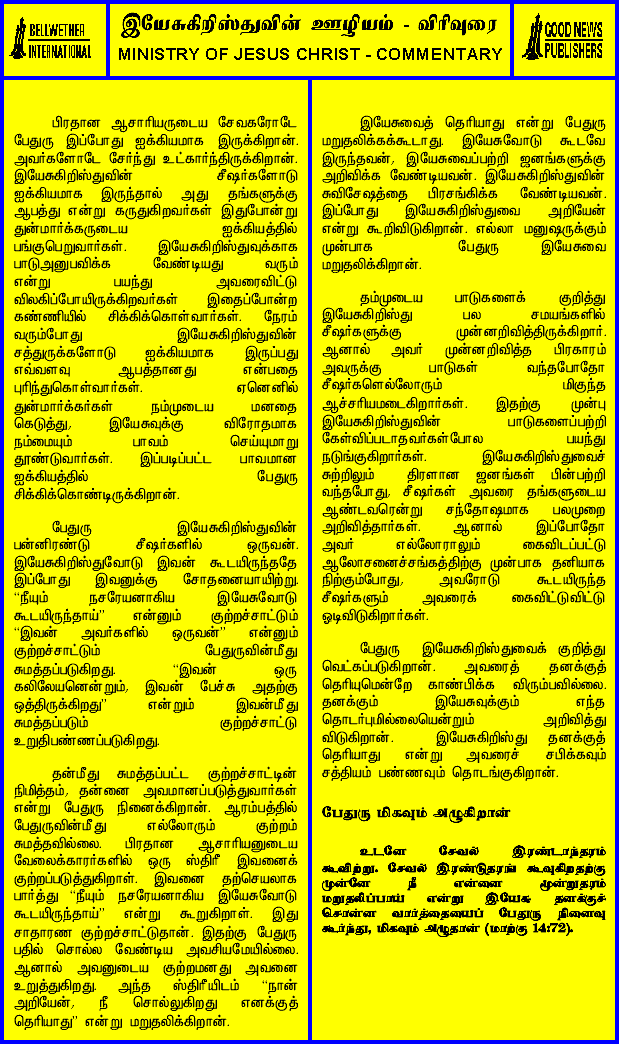 BELLWETHER
INTERNATIONAL
இயேசுகிறிஸ்துவின் ஊழியம் - விரிவுரை
MINISTRY OF JESUS CHRIST - COMMENTARY
GOOD NEWS
PUBLISHERS
பிரதான ஆசாரியருடைய சேவகரோடே
பேதுரு இப்போது ஐக்கியமாக இருக்கிறான்.
அவர்களோடே சேர்ந்து உட்கார்ந்திருக்கிறான்.
இயேசுகிறிஸ்துவின் சீஷர்களோடு
ஐக்கியமாக இருந்தால் அது தங்களுக்கு
ஆபத்து என்று கருதுகிறவர்கள் இதுபோன்று
துன்மார்க்கருடைய ஐக்கியத்தில்
பங்குபெறுவார்கள். இயேசுகிறிஸ்துவுக்காக
பாடுஅனுபவிக்க வேண்டியது வரும்
என்று பயந்து அவரைவிட்டு
விலகிப்போயிருக்கிறவர்கள் இதைப்போன்ற
கண்ணியில் சிக்கிக்கொள்வார்கள். நேரம்
வரும்போது இயேசுகிறிஸ்துவின்
சத்துருக்களோடு ஐக்கியமாக இருப்பது
எவ்வளவு ஆபத்தானது என்பதை
புரிந்துகொள்வார்கள். ஏனெனில்
துன்மார்க்கர்கள் நம்முடைய மனதை
கெடுத்து, இயேசுவுக்கு விரோதமாக
நம்மையும் பாவம் செய்யுமாறு
தூண்டுவார்கள். இப்படிப்பட்ட பாவமான
ஐக்கியத்தில் பேதுரு
சிக்கிக்கொண்டிருக்கிறான்.
பேதுரு இயேசுகிறிஸ்துவின்
பன்னிரண்டு சீஷர்களில் ஒருவன்.
இயேசுகிறிஸ்துவோடு இவன் கூடயிருந்ததே
இப்போது இவனுக்கு சோதனையாயிற்று.
“நீயும் நசரேயனாகிய இயேசுவோடு
கூடயிருந்தாய்” என்னும் குற்றச்சாட்டும்
“இவன் அவர்களில் ஒருவன்” என்னும்
குற்றச்சாட்டும் பேதுருவின்மீது
சுமத்தப்படுகிறது. “இவன் ஒரு
கலிலேயனென்றும், இவன் பேச்சு அதற்கு
ஒத்திருக்கிறது” என்றும் இவன்மீது
சுமத்தப்படும் குற்றச்சாட்டு
உறுதிபண்ணப்படுகிறது.
தன்மீது சுமத்தப்பட்ட குற்றச்சாட்டின்
நிமித்தம், தன்னை அவமானப்படுத்துவார்கள்
என்று பேதுரு நினைக்கிறான். ஆரம்பத்தில்
பேதுருவின்மீது எல்லோரும் குற்றம்
சுமத்தவில்லை. பிரதான ஆசாரியனுடைய
வேலைக்காரர்களில் ஒரு ஸ்திரீ இவனைக்
குற்றப்படுத்துகிறாள். இவனை தற்செயலாக
பார்த்து “நீயும் நசரேயனாகிய இயேசுவோடு
கூடயிருந்தாய்” என்று கூறுகிறாள். இது
சாதாரண குற்றச்சாட்டுதான். இதற்கு பேதுரு
பதில் சொல்ல வேண்டிய அவசியமேயில்லை.
ஆனால் அவனுடைய குற்றமனது அவனை
உறுத்துகிறது. அந்த ஸ்திரீயிடம் “நான்
அறியேன், நீ சொல்லுகிறது எனக்குத்
தெரியாது” என்று மறுதலிக்கிறான்.
இயேசுவைத் தெரியாது என்று பேதுரு
மறுதலிக்கக்கூடாது. இயேசுவோடு கூடவே
இருந்தவன், இயேசுவைப்பற்றி ஜனங்களுக்கு
அறிவிக்க வேண்டியவன். இயேசுகிறிஸ்துவின்
சுவிசேஷத்தை பிரசங்கிக்க வேண்டியவன்.
இப்போது இயேசுகிறிஸ்துவை அறியேன்
என்று கூறிவிடுகிறான். எல்லா மனுஷருக்கும்
முன்பாக பேதுரு இயேசுவை
மறுதலிக்கிறான்.
தம்முடைய பாடுகளைக் குறித்து
இயேசுகிறிஸ்து பல சமயங்களில்
சீஷர்களுக்கு முன்னறிவித்திருக்கிறார்.
ஆனால் அவர் முன்னறிவித்த பிரகாரம்
அவருக்கு பாடுகள் வந்தபோதோ
சீஷர்களெல்லோரும் மிகுந்த
ஆச்சரியமடைகிறார்கள். இதற்கு முன்பு
இயேசுகிறிஸ்துவின் பாடுகளைப்பற்றி
கேள்விப்படாதவர்கள்போல பயந்து
நடுங்குகிறார்கள். இயேசுகிறிஸ்துவைச்
சுற்றிலும் திரளான ஜனங்கள் பின்பற்றி
வந்தபோது, சீஷர்கள் அவரை தங்களுடைய
ஆண்டவரென்று சந்தோஷமாக பலமுறை
அறிவித்தார்கள். ஆனால் இப்போதோ
அவர் எல்லோராலும் கைவிடப்பட்டு
ஆலோசனைச்சங்கத்திற்கு முன்பாக தனியாக
நிற்கும்போது, அவரோடு கூடயிருந்த
சீஷர்களும் அவரைக் கைவிட்டுவிட்டு
ஓடிவிடுகிறார்கள்.
பேதுரு இயேசுகிறிஸ்துவைக் குறித்து
வெட்கப்படுகிறான். அவரைத் தனக்குத்
தெரியுமென்றே காண்பிக்க விரும்பவில்லை.
தனக்கும் இயேசுவுக்கும் எந்த
தொடர்புமில்லையென்றும் அறிவித்து
விடுகிறான். இயேசுகிறிஸ்து தனக்குத்
தெரியாது என்று அவரைச் சபிக்கவும்
சத்தியம் பண்ணவும் தொடங்குகிறான்.
பேதுரு மிகவும் அழுகிறான்
உடனே சேவல் இரண்டாந்தரம்
கூவிற்று. சேவல் இரண்டுதரங் கூவுகிறதற்கு
முன்னே நீ என்னை மூன்றுதரம்
மறுதலிப்பாய் என்று இயேசு தனக்குச்
சொன்ன வார்த்தையைப் பேதுரு நினைவு
கூர்ந்து, மிகவும் அழுதான் (மாற்கு 14:72).